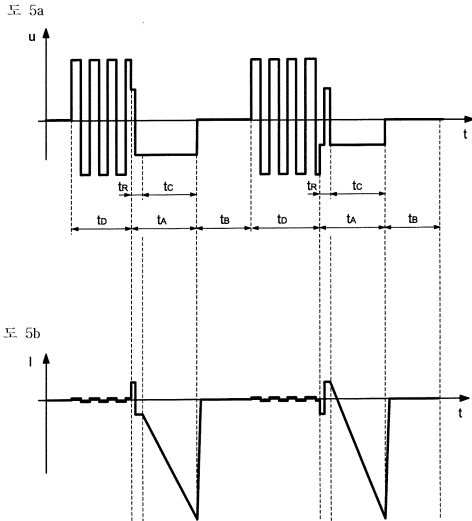 도 5a
u
t
tR tC tR tC
tD tA tB tD tA tB
도 5b
I
t